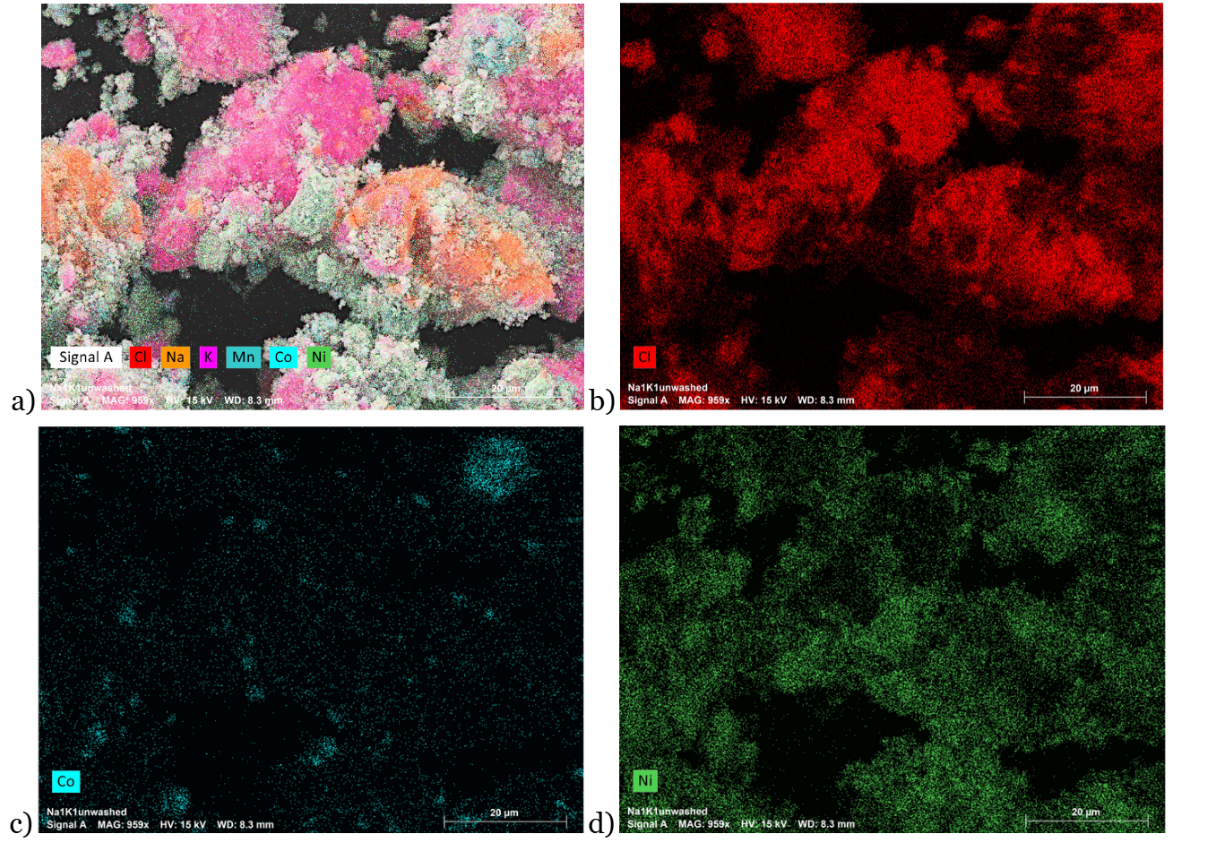 Signal A Cl Na K Mn Co Ni
Na1K1unwashed
Signal A MAG: 959x HV: 15 kV WD: 8.3 mm
20 µm
a)
Cl
Na1K1unwashed
Signal A MAG: 959x HV: 15 kV WD: 8.3 mm
20 µm
b)
Co
Na1K1unwashed
Signal A MAG: 959x HV: 15 kV WD: 8.3 mm
20 µm
c)
Ni
Na1K1unwashed
Signal A MAG: 959x HV: 15 kV WD: 8.3 mm
20 µm
d)